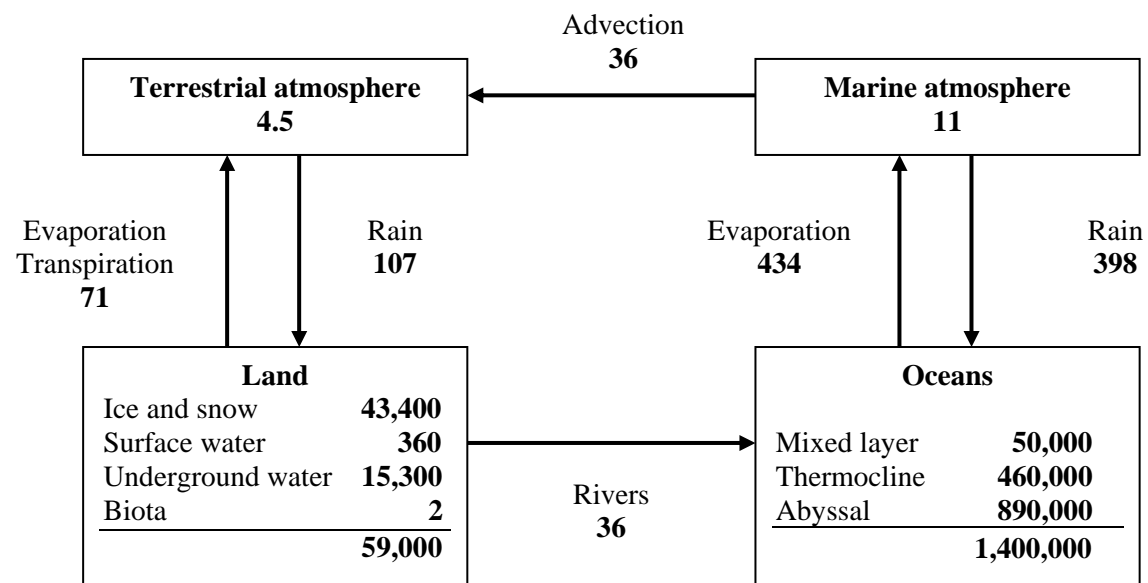 Advection
36
Terrestrial atmosphere
4.5
Marine atmosphere
11
Evaporation
Transpiration
71
Rain
107
Evaporation
434
Rain
398
Land
Ice and snow 43,400
Surface water 360
Underground water 15,300
Biota 2
59,000
Rivers
36
Oceans
Mixed layer 50,000
Thermocline 460,000
Abyssal 890,000
1,400,000